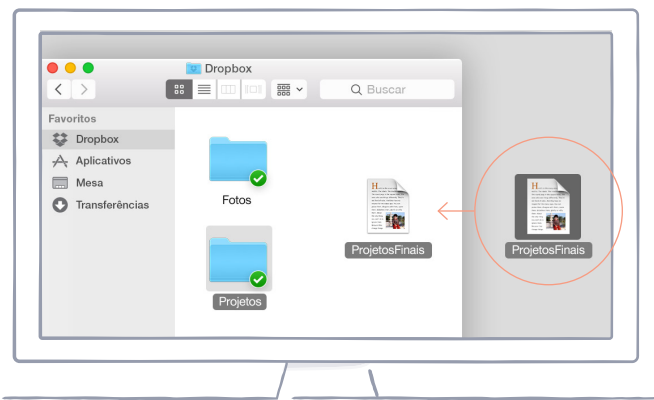 Dropbox
Buscar
Favoritos
Dropbox
Aplicativos
Mesa
Transferências
Fotos
Projetos
ProjetosFinais
ProjetosFinais